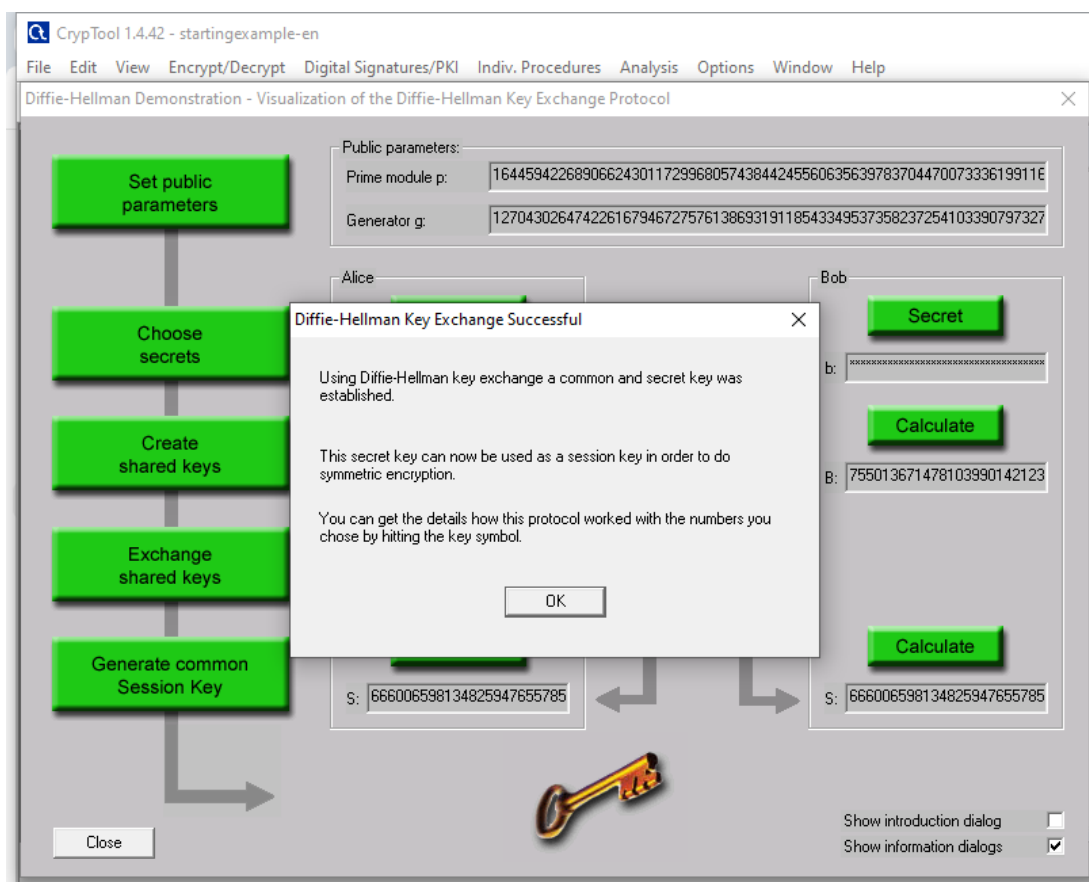 CrypTool 1.4.42 - startingexample-en
File Edit View Encrypt/Decrypt Digital Signatures/PKI Indiv. Procedures Analysis Options Window Help
Diffie-Hellman Demonstration - Visualization of the Diffie-Hellman Key Exchange Protocol
Set public
parameters
Public parameters:
Prime module p: 16445942268906624301172996805743844245560635639783704470073336199116
Generator g: 12704302647422616794672757613869319118543349537358237254103390797327
Choose
secrets
Create
shared keys
Exchange
shared keys
Generate common
Session Key
Alice
Diffie-Hellman Key Exchange Successful
Using Diffie-Hellman key exchange a common and secret key was
established.
This secret key can now be used as a session key in order to do
symmetric encryption.
You can get the details how this protocol worked with the numbers you
chose by hitting the key symbol.
OK
S: 666006598134825947655785
Bob
Secret
b: ************************************
Calculate
B: 755013671478103990142123
Calculate
S: 666006598134825947655785
Close
Show introduction dialog
Show information dialogs